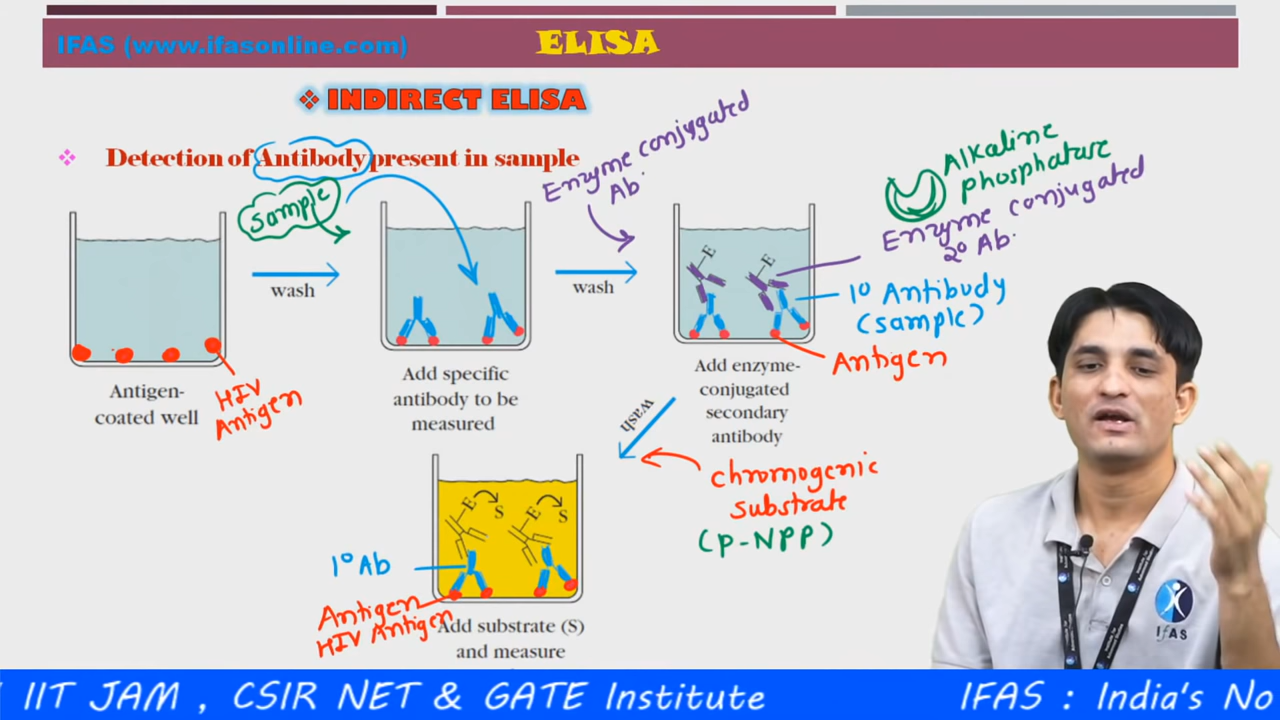 IFAS (www.ifasonline.com)
ELISA
❖ INDIRECT ELISA
❖ Detection of Antibody present in sample
Sample
wash
Enzyme conjugated
Ab.
wash
Alkaline
phosphatase
Enzyme conjugated
2° Ab.
E
E
1° Antibody
(sample)
Antigen
Antigen-
coated well
HIV
Antigen
Add specific
antibody to be
measured
Add enzyme-
conjugated
secondary
antibody
wash
chromogenic
substrate
(P-NPP)
E
S
E
S
1° Ab
Antigen
HIV Antigen
Add substrate (S)
and measure
IFAS
IIT JAM , CSIR NET & GATE Institute
IFAS : India's No